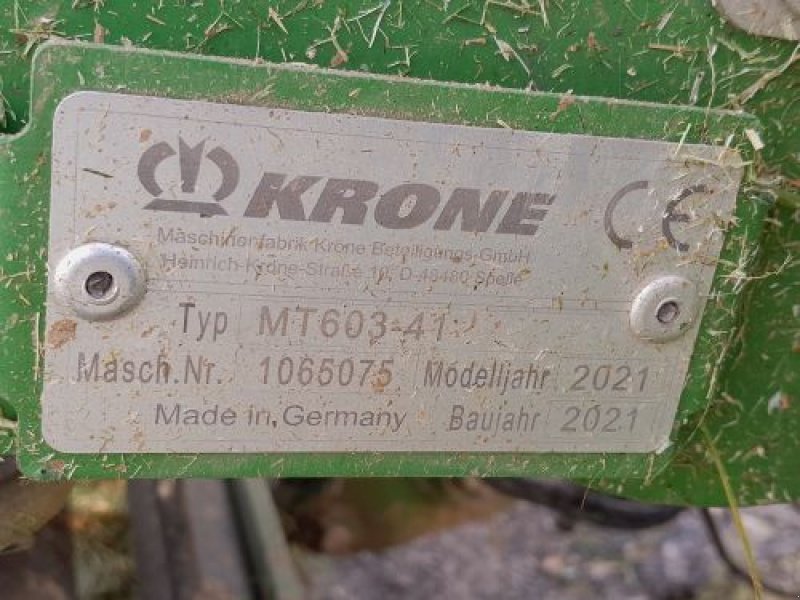 KRONE CE
Maschinenfabrik Krone Beteiligungs-GmbH
Heinrich-Krone-Straße 10, D 48480 Spelle
Typ MT603-41
Masch.Nr. 1065075 Modelljahr 2021
Made in Germany Baujahr 2021